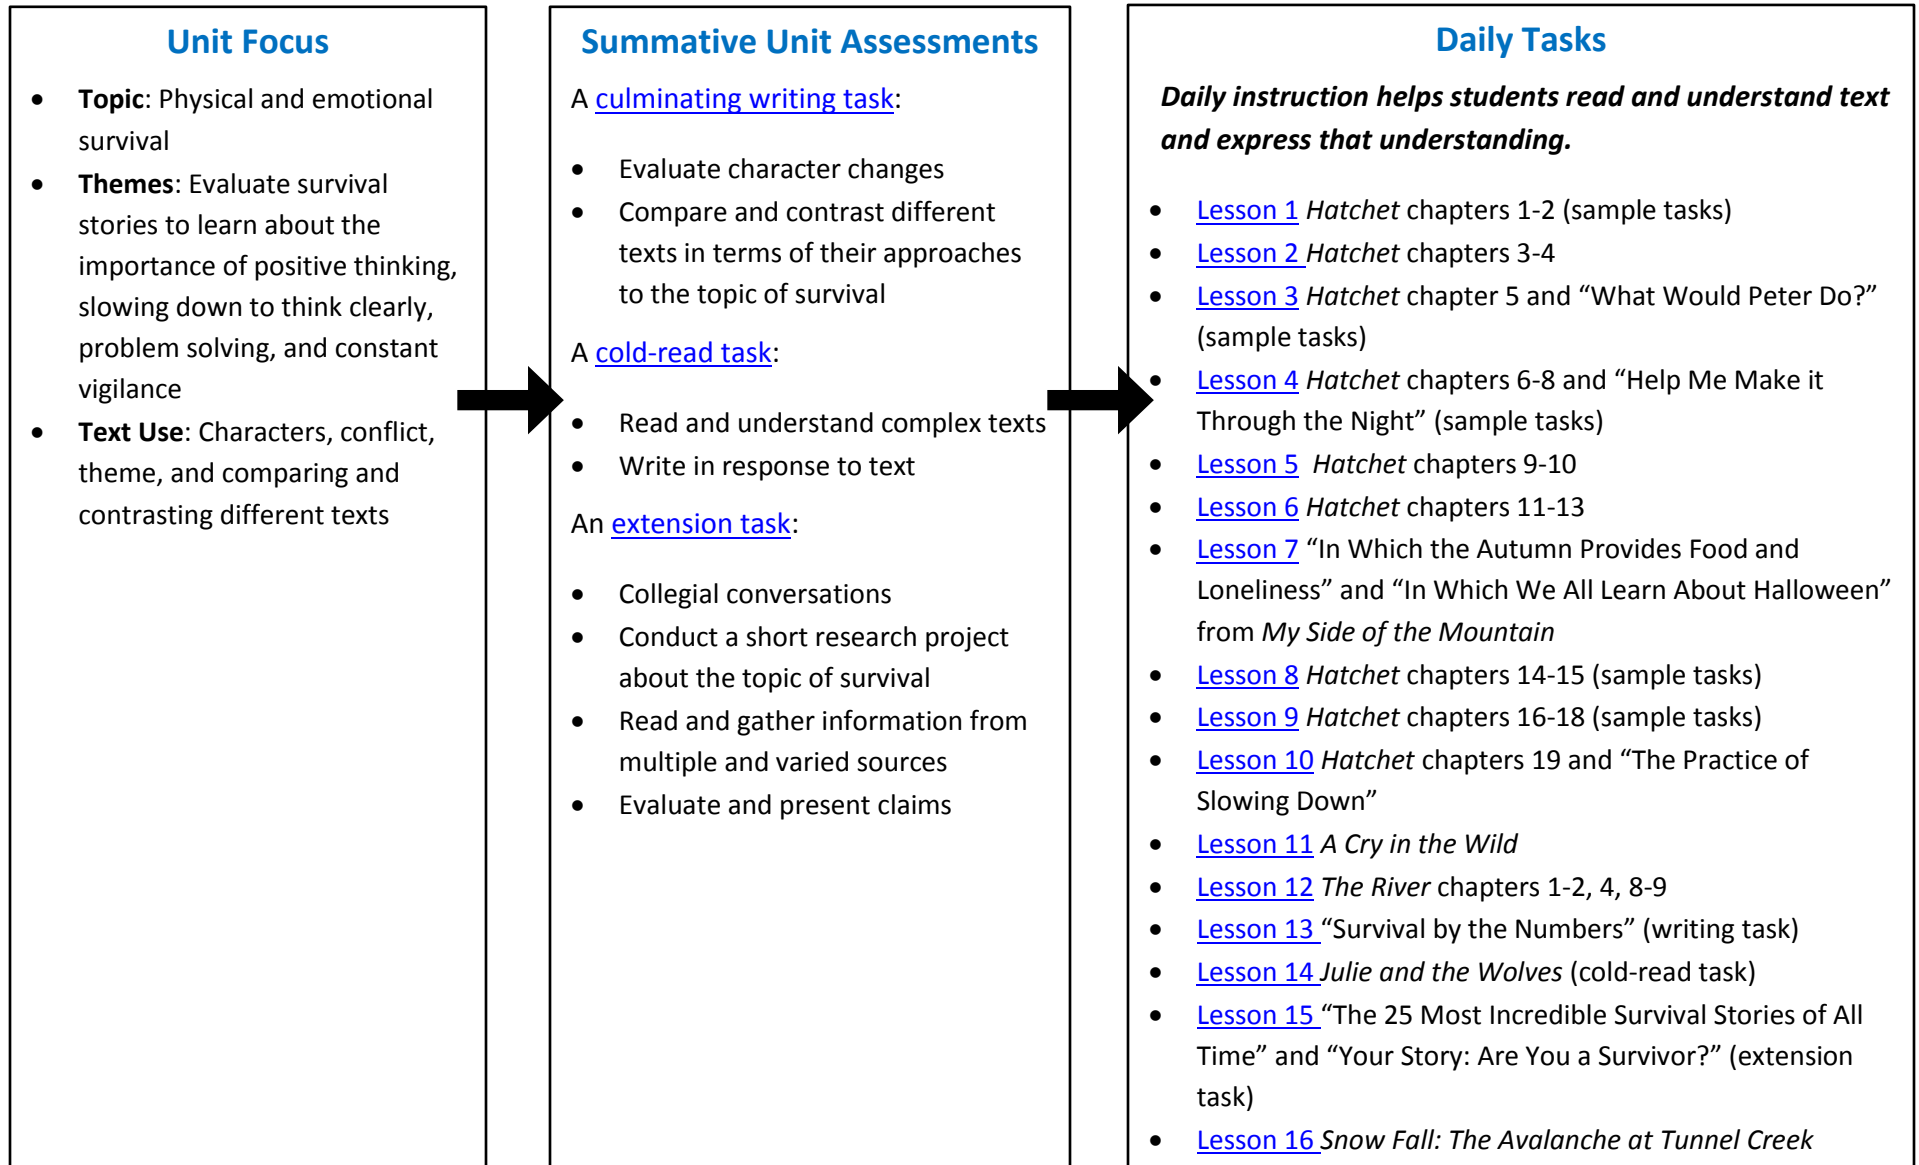 Unit Focus
• Topic: Physical and emotional
survival
• Themes: Evaluate survival
stories to learn about the
importance of positive thinking,
slowing down to think clearly,
problem solving, and constant
vigilance
• Text Use: Characters, conflict,
theme, and comparing and
contrasting different texts
Summative Unit Assessments
A culminating writing task:
• Evaluate character changes
• Compare and contrast different
texts in terms of their approaches
to the topic of survival
A cold-read task:
• Read and understand complex texts
• Write in response to text
An extension task:
• Collegial conversations
• Conduct a short research project
about the topic of survival
• Read and gather information from
multiple and varied sources
• Evaluate and present claims
Daily Tasks
Daily instruction helps students read and understand text
and express that understanding.
• Lesson 1 Hatchet chapters 1-2 (sample tasks)
• Lesson 2 Hatchet chapters 3-4
• Lesson 3 Hatchet chapter 5 and “What Would Peter Do?”
(sample tasks)
• Lesson 4 Hatchet chapters 6-8 and “Help Me Make it
Through the Night” (sample tasks)
• Lesson 5 Hatchet chapters 9-10
• Lesson 6 Hatchet chapters 11-13
• Lesson 7 “In Which the Autumn Provides Food and
Loneliness” and “In Which We All Learn About Halloween”
from My Side of the Mountain
• Lesson 8 Hatchet chapters 14-15 (sample tasks)
• Lesson 9 Hatchet chapters 16-18 (sample tasks)
• Lesson 10 Hatchet chapters 19 and “The Practice of
Slowing Down”
• Lesson 11 A Cry in the Wild
• Lesson 12 The River chapters 1-2, 4, 8-9
• Lesson 13 “Survival by the Numbers” (writing task)
• Lesson 14 Julie and the Wolves (cold-read task)
• Lesson 15 “The 25 Most Incredible Survival Stories of All
Time” and “Your Story: Are You a Survivor?” (extension
task)
• Lesson 16 Snow Fall: The Avalanche at Tunnel Creek